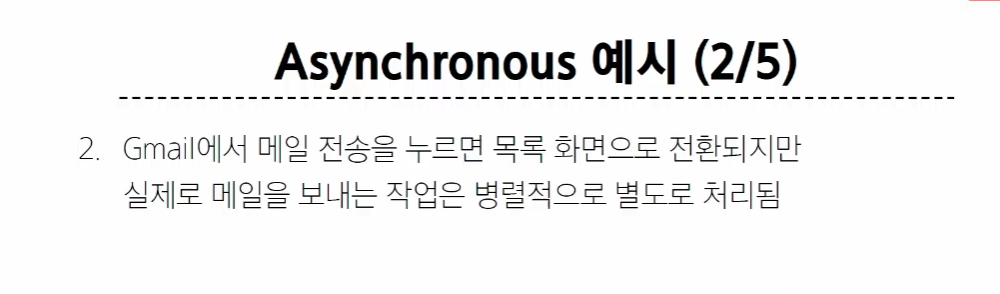 Asynchronous 예시 (2/5)
2. Gmail에서 메일 전송을 누르면 목록 화면으로 전환되지만
실제로 메일을 보내는 작업은 병렬적으로 별도로 처리됨